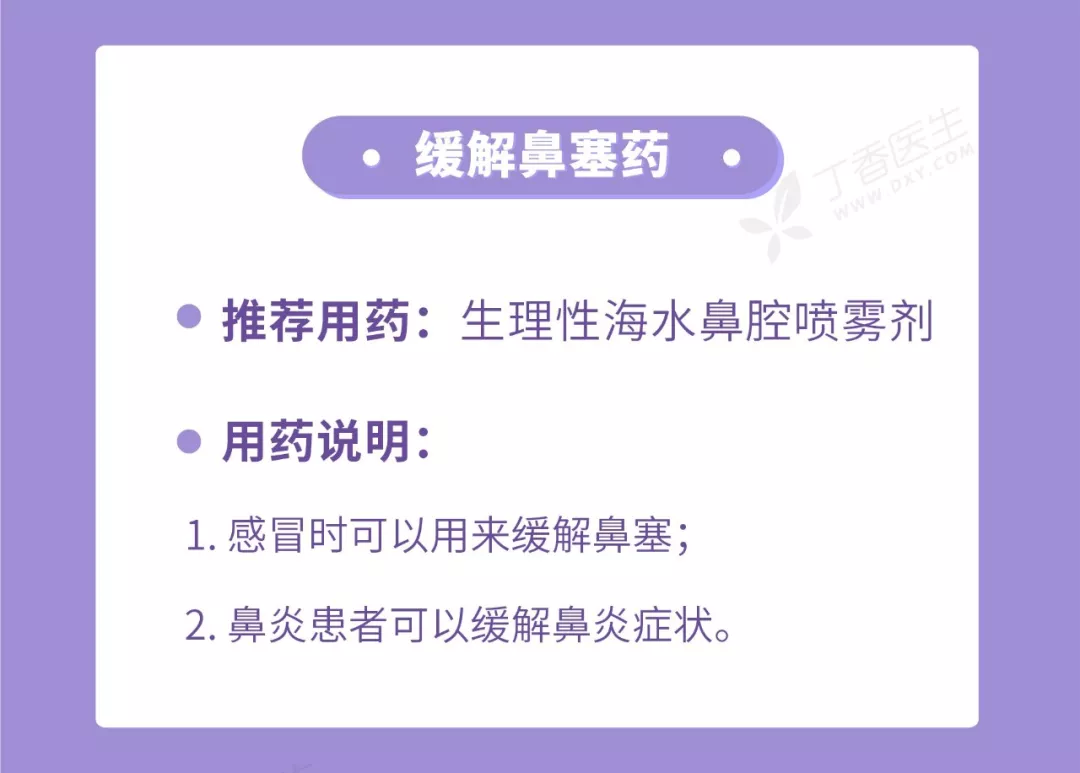 • 缓解鼻塞药 •
丁香医生
WWW.DXY.COM
● 推荐用药：生理性海水鼻腔喷雾剂
● 用药说明：
1. 感冒时可以用来缓解鼻塞；
2. 鼻炎患者可以缓解鼻炎症状。